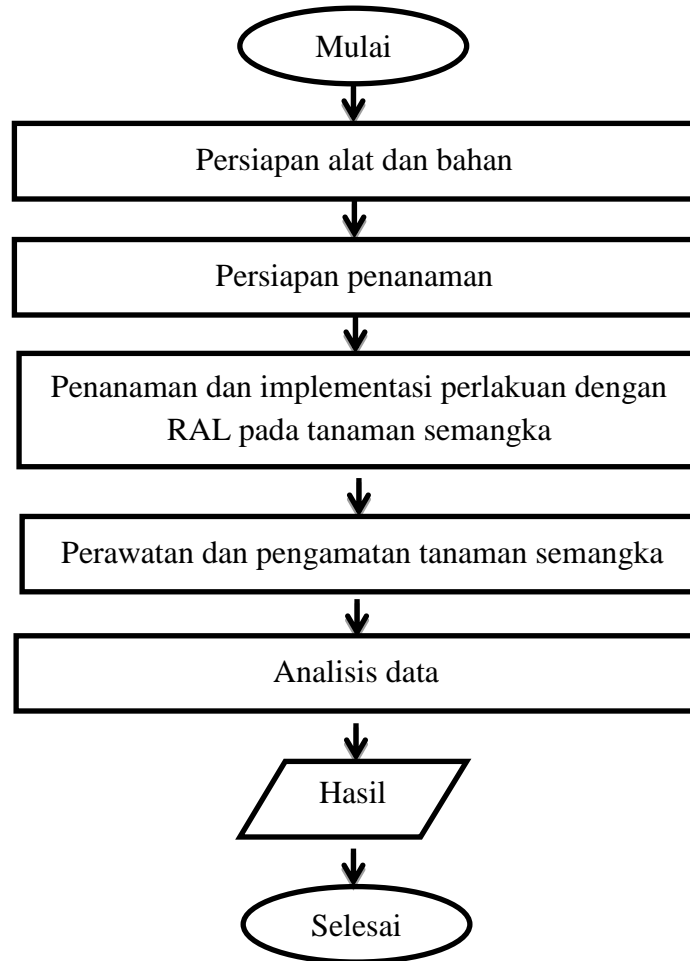 Mulai
Persiapan alat dan bahan
Persiapan penanaman
Penanaman dan implementasi perlakuan dengan
RAL pada tanaman semangka
Perawatan dan pengamatan tanaman semangka
Analisis data
Hasil
Selesai